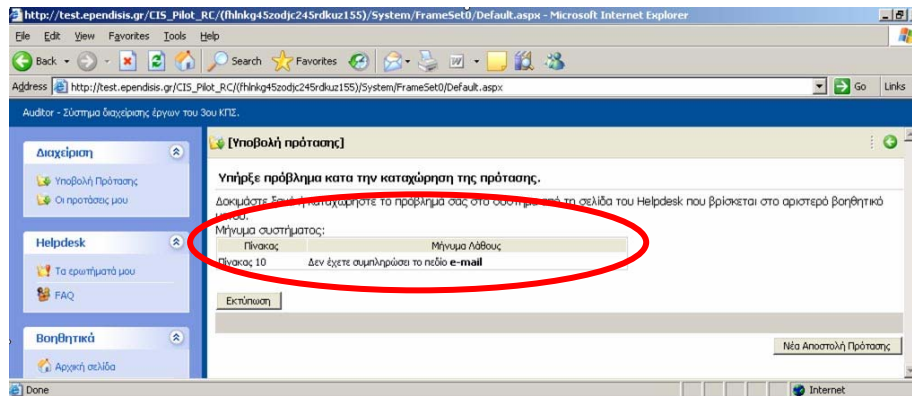 http://test.ependisis.gr/CIS_Pilot_RC/(fhlnkg45zodjc245rdkuz155)/System/FrameSet0/Default.aspx - Microsoft Internet Explorer
File Edit View Favorites Tools Help
Back Search Favorites
Address http://test.ependisis.gr/CIS_Pilot_RC/(fhlnkg45zodjc245rdkuz155)/System/FrameSet0/Default.aspx Go Links
Auditor - Σύστημα διαχείρισης έργων του 3ου ΚΠΣ.
Διαχείριση
Υποβολή Πρότασης
Οι προτάσεις μου
Helpdesk
Τα ερωτήματά μου
FAQ
Βοηθητικά
Αρχική σελίδα
[Υποβολή πρότασης]
Υπήρξε πρόβλημα κατα την καταχώρηση της πρότασης.
Δοκιμάστε ξανά ή καταχωρήστε το πρόβλημά σας στο σύστημα από τη σελίδα του Helpdesk που βρίσκεται στο αριστερό βοηθητικό
μενού.
Μήνυμα συστήματος:
Πίνακας Μήνυμα Λάθους
Πίνακας 10 Δεν έχετε συμπληρώσει το πεδίο e-mail
Εκτύπωση
Νέα Αποστολή Πρότασης
Done Internet